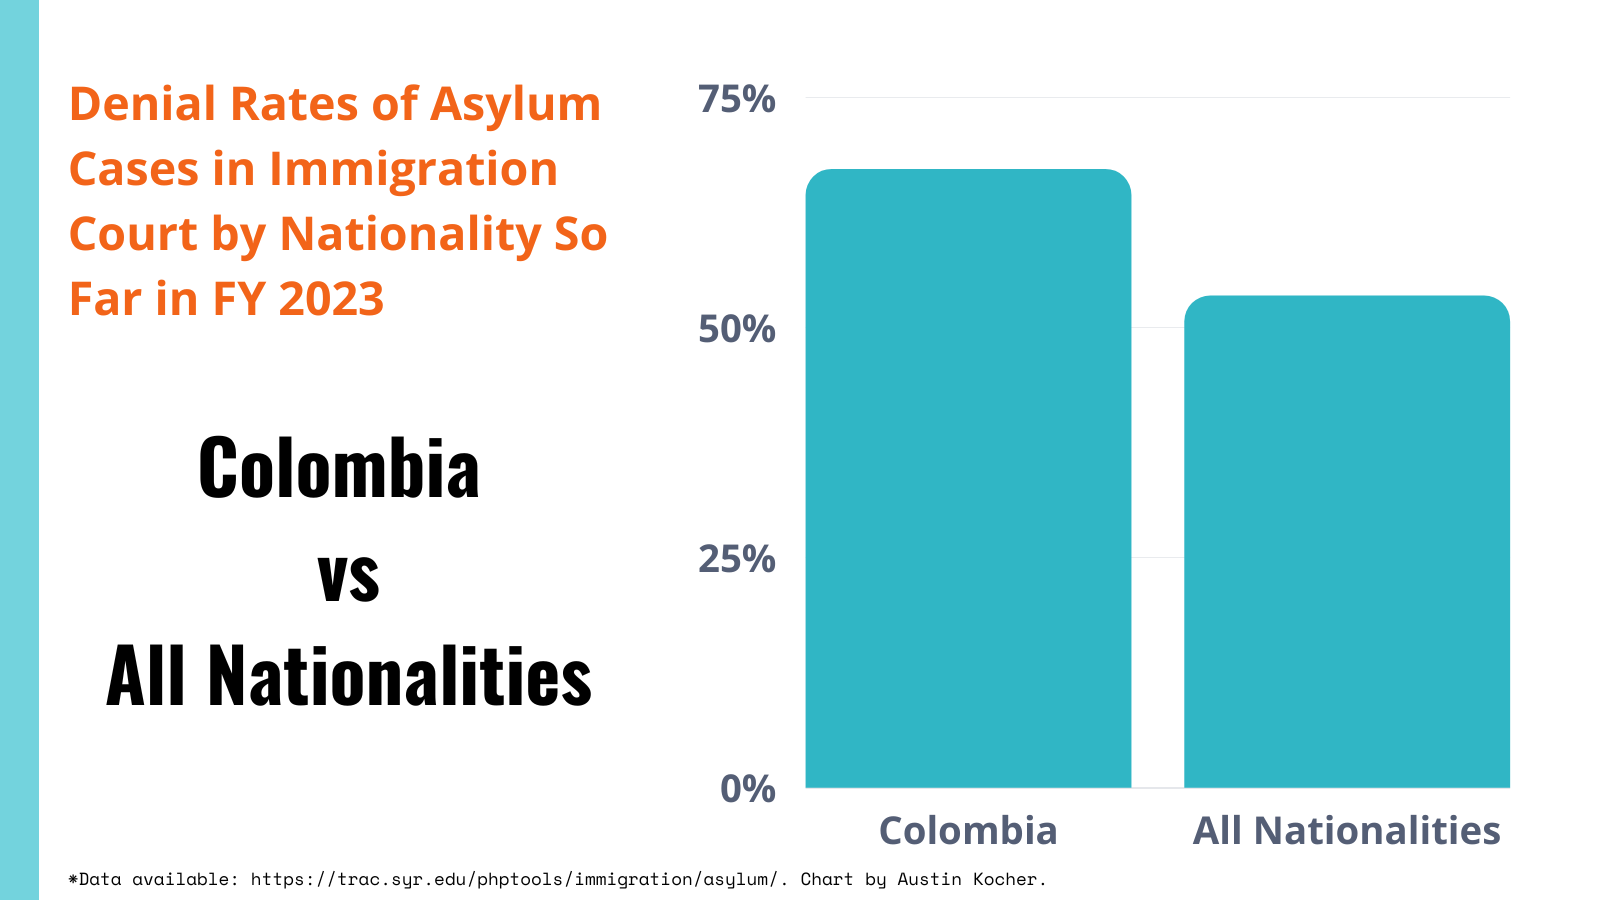 Denial Rates of Asylum
Cases in Immigration
Court by Nationality So
Far in FY 2023
Colombia
vs
All Nationalities
75%
50%
25%
0%
Colombia
All Nationalities
*Data available: https://trac.syr.edu/phptools/immigration/asylum/. Chart by Austin Kocher.